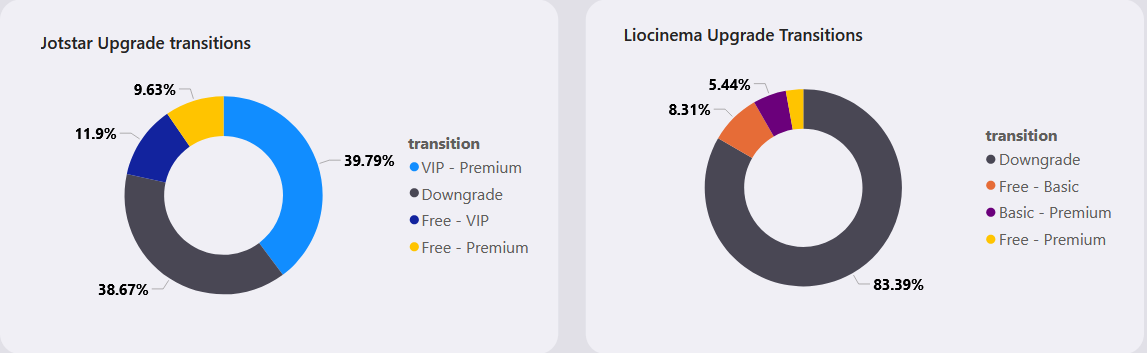 Jotstar Upgrade transitions
9.63%
11.9%
39.79%
38.67%
transition
VIP - Premium
Downgrade
Free - VIP
Free - Premium
Liocinema Upgrade Transitions
5.44%
8.31%
83.39%
transition
Downgrade
Free - Basic
Basic - Premium
Free - Premium